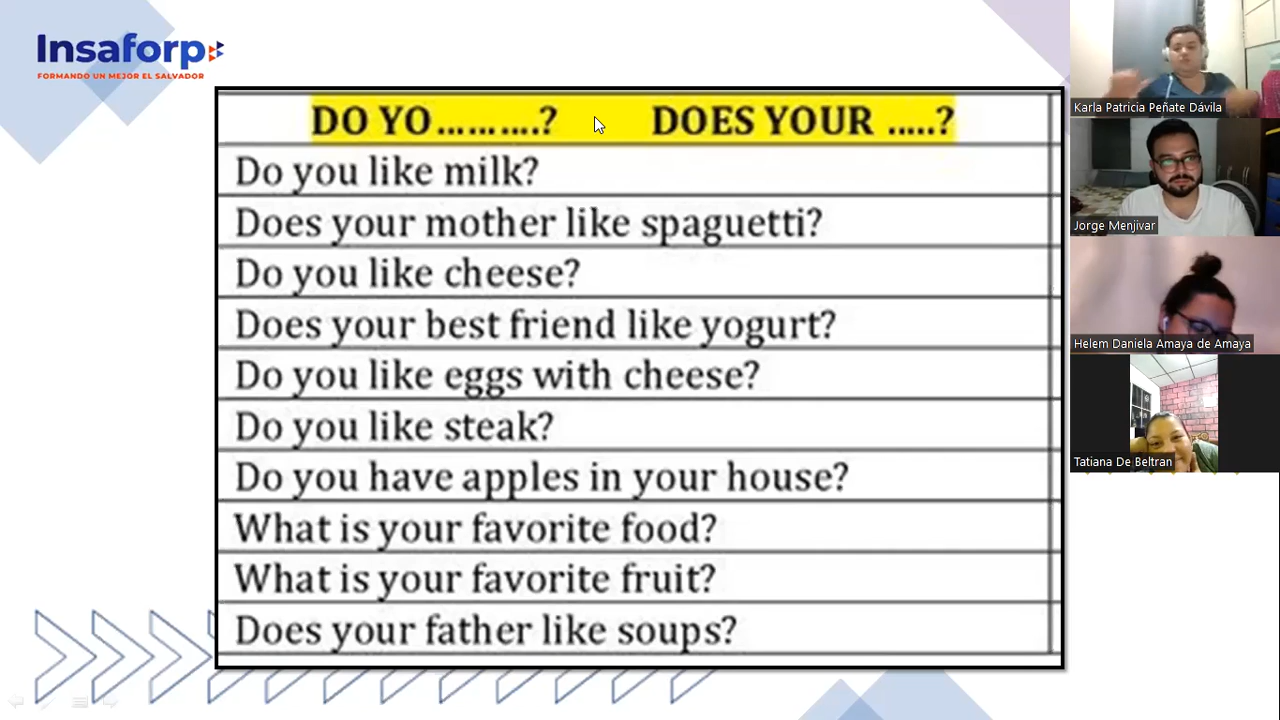 Insaforp
FORMANDO UN MEJOR EL SALVADOR
DO YO..........? DOES YOUR .....?
Do you like milk?
Does your mother like spaguetti?
Do you like cheese?
Does your best friend like yogurt?
Do you like eggs with cheese?
Do you like steak?
Do you have apples in your house?
What is your favorite food?
What is your favorite fruit?
Does your father like soups?
Karla Patricia Peñate Dávila
Jorge Menjivar
Helem Daniela Amaya de Amaya
Tatiana De Beltran